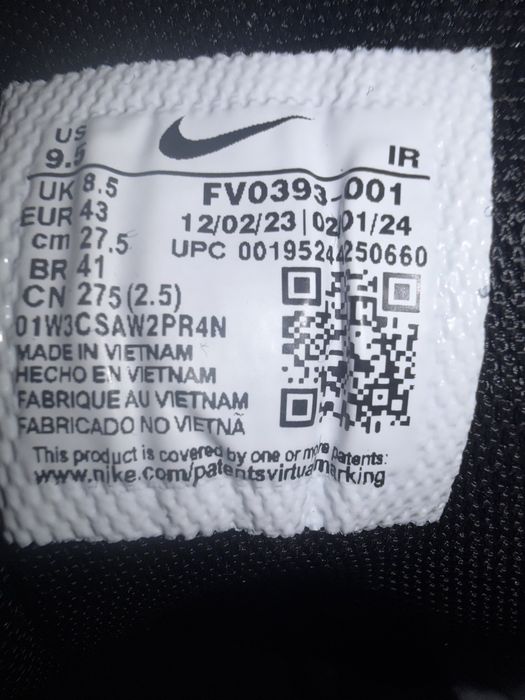 US
9.5
IR
UK 8.5
EUR 43
cm 27.5
BR 41
CN 275 (2.5)
FV0393-001
12/02/23 | 02/01/24
UPC 00195244250660
01W3CSAW2PR4N
MADE IN VIETNAM
HECHO EN VIETNAM
FABRIQUE AU VIETNAM
FABRICADO NO VIETNÃ
This product is covered by one or more patents:
www.nike.com/patentsvirtualmarking